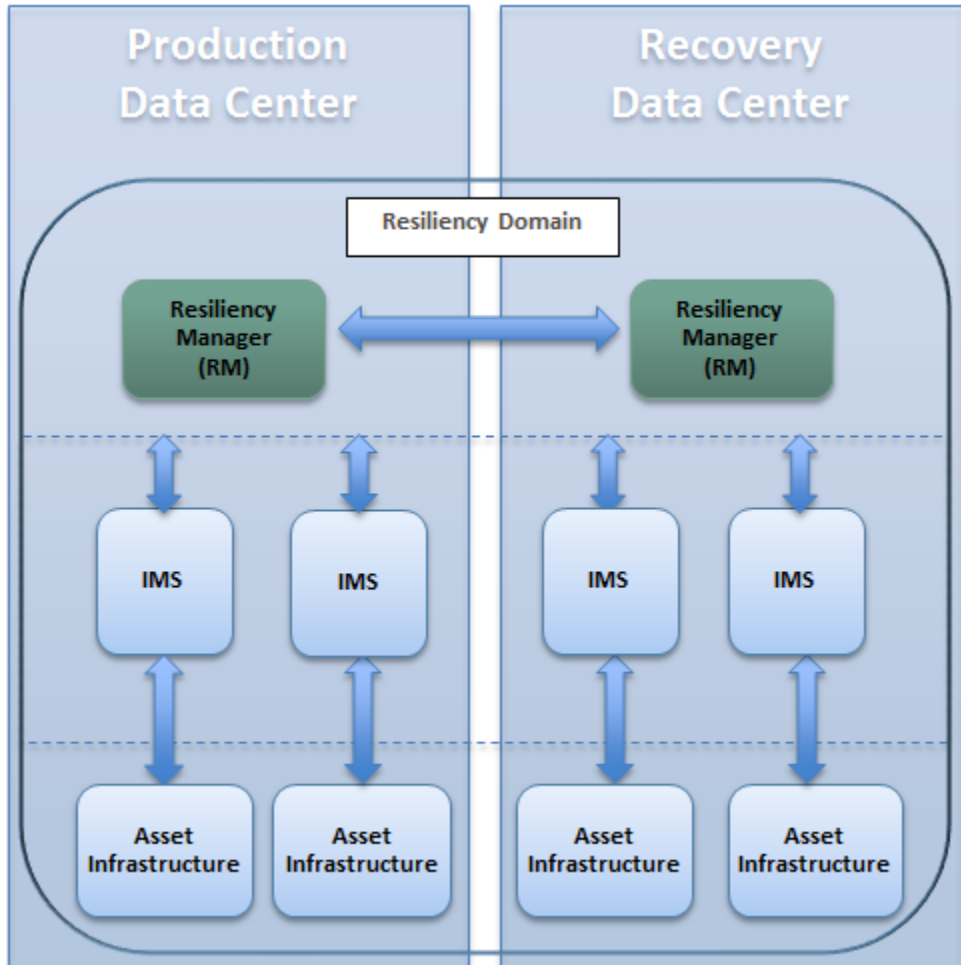 Production
Data Center
Recovery
Data Center
Resiliency Domain
Resiliency
Manager
(RM)
Resiliency
Manager
(RM)
IMS
IMS
IMS
IMS
Asset
Infrastructure
Asset
Infrastructure
Asset
Infrastructure
Asset
Infrastructure